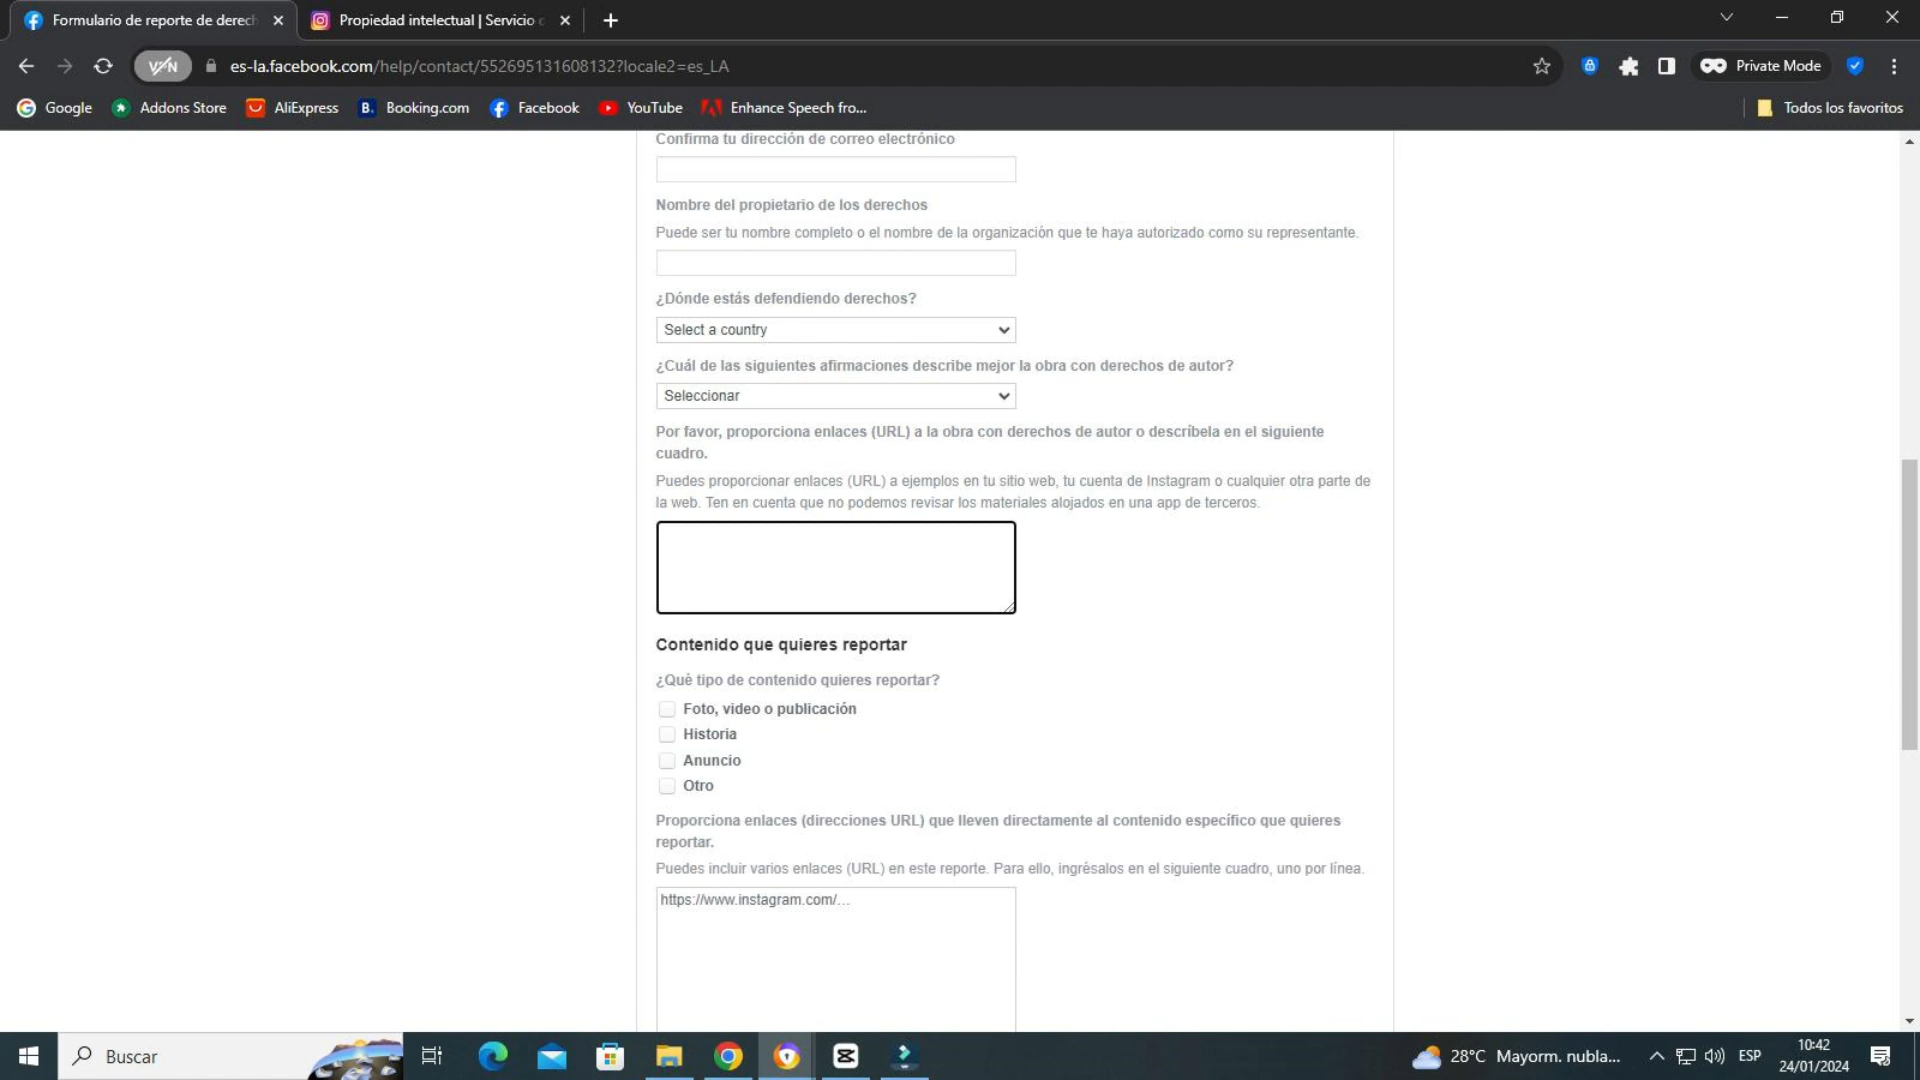 Formulario de reporte de derech
Propiedad intelectual | Servicio
VPN
es-la.facebook.com/help/contact/552695131608132?locale2=es_LA
Private Mode
Google
Addons Store
AliExpress
B.
Booking.com
Facebook
YouTube
Enhance Speech fro...
Todos los favoritos
Confirma tu dirección de correo electrónico
Nombre del propietario de los derechos
Puede ser tu nombre completo o el nombre de la organización que te haya autorizado como su representante.
¿Dónde estás defendiendo derechos?
Select a country
¿Cuál de las siguientes afirmaciones describe mejor la obra con derechos de autor?
Seleccionar
Por favor, proporciona enlaces (URL) a la obra con derechos de autor o descríbela en el siguiente
cuadro.
Puedes proporcionar enlaces (URL) a ejemplos en tu sitio web, tu cuenta de Instagram o cualquier otra parte de
la web. Ten en cuenta que no podemos revisar los materiales alojados en una app de terceros.
Contenido que quieres reportar
¿Qué tipo de contenido quieres reportar?
Foto, video o publicación
Historia
Anuncio
Otro
Proporciona enlaces (direcciones URL) que lleven directamente al contenido específico que quieres
reportar.
Puedes incluir varios enlaces (URL) en este reporte. Para ello, ingrésalos en el siguiente cuadro, uno por línea.
https://www.instagram.com/...
Buscar
28°C Mayorm. nubla...
ESP
10:42
24/01/2024